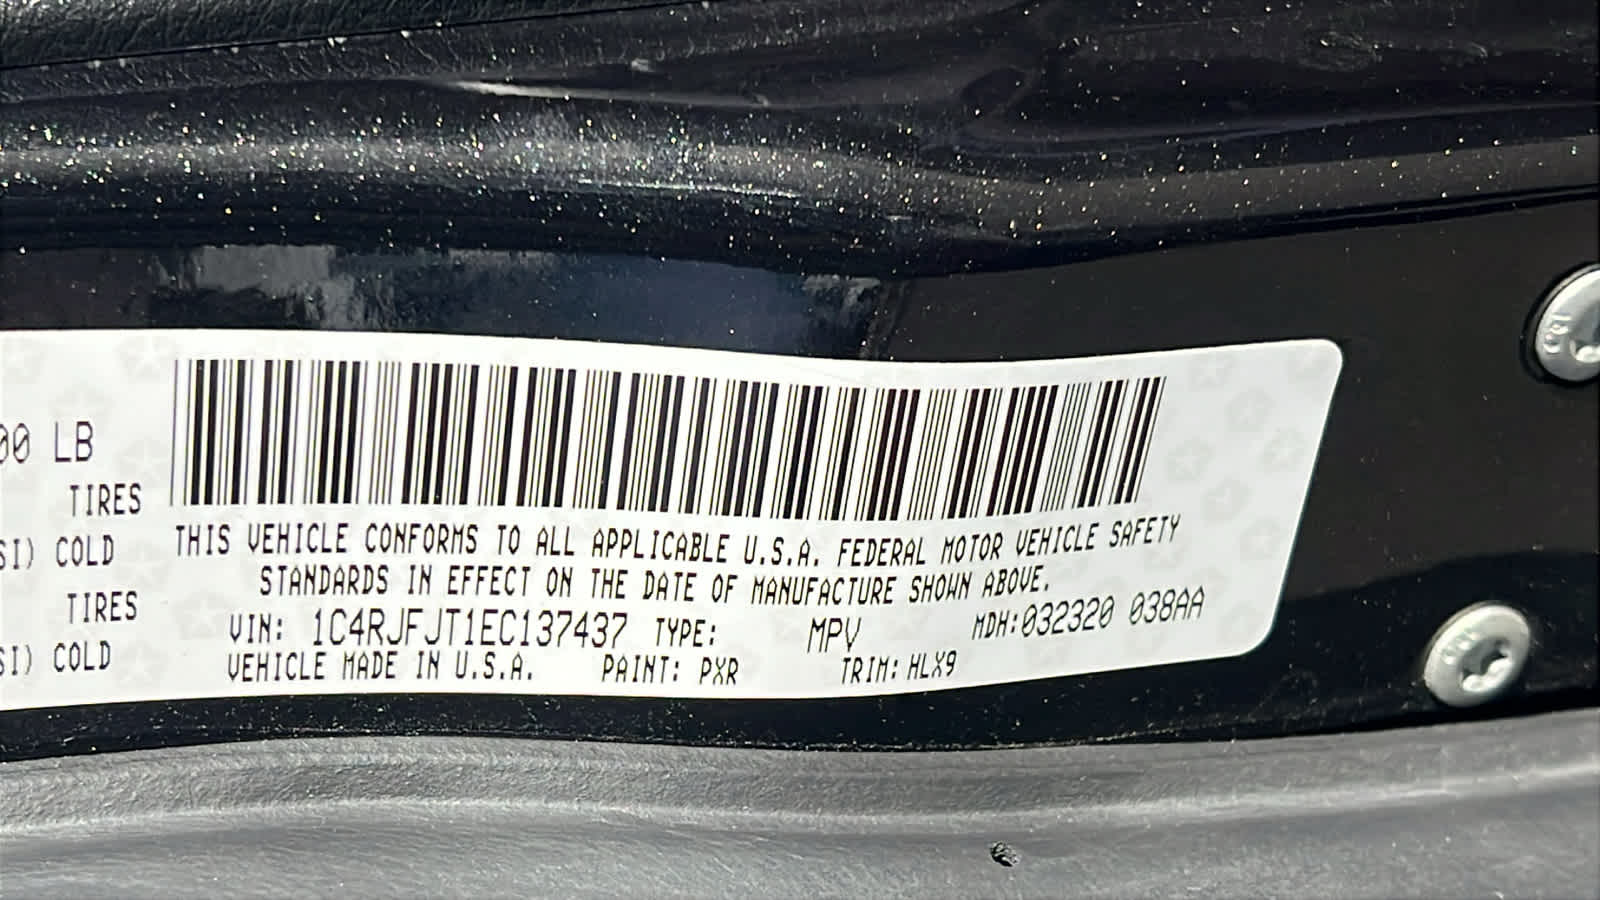 00 LB
TIRES
SI) COLD
TIRES
SI) COLD
THIS VEHICLE CONFORMS TO ALL APPLICABLE U.S.A. FEDERAL MOTOR VEHICLE SAFETY
STANDARDS IN EFFECT ON THE DATE OF MANUFACTURE SHOWN ABOVE.
VIN: 1C4RJFJT1EC137437 TYPE: MPV MDH:032320 038AA
VEHICLE MADE IN U.S.A. PAINT: PXR TRIM: HLX9